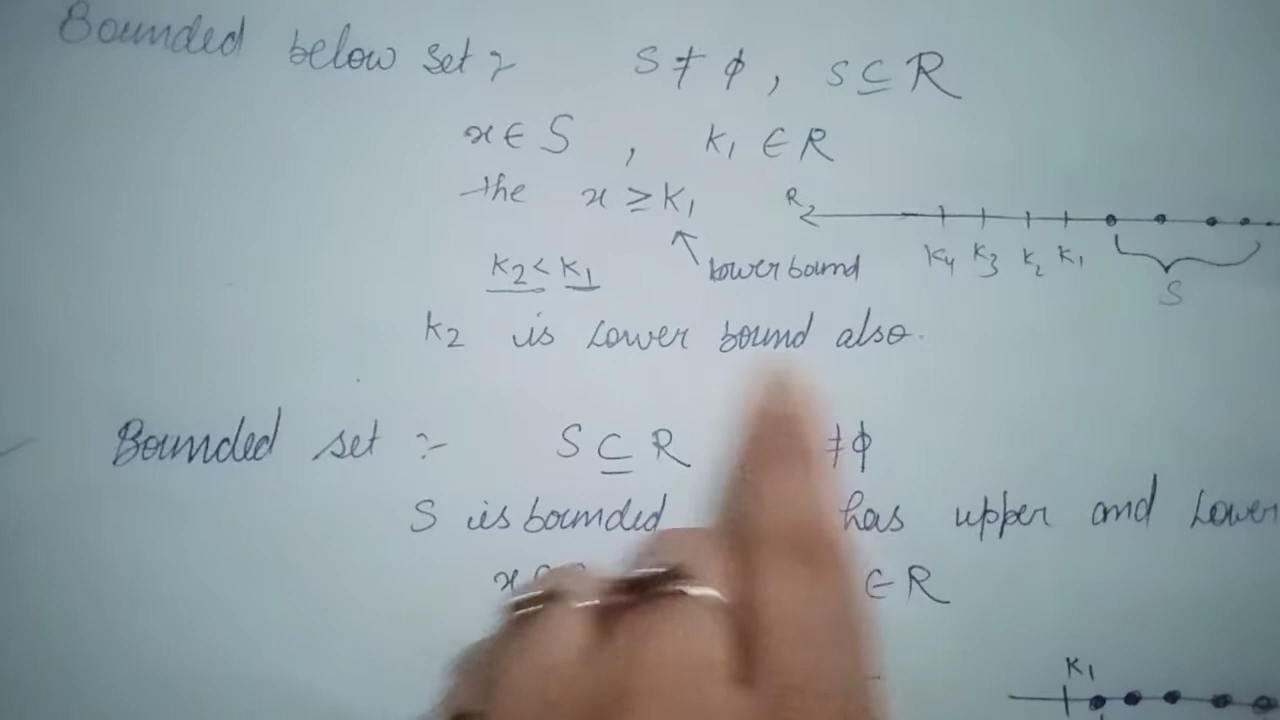 Bounded below set :- S ≠ ϕ , S ⊆ R
x ∈ S , K₁ ∈ R
the x ≥ K₁
R
K₄ K₃ K₂ K₁
S
K₂ < K₁ lower bound
K₂ is Lower bound also.
Bounded set :- S ⊆ R ≠ ϕ
S is bounded has upper and Lower
x ∈ R
K₁